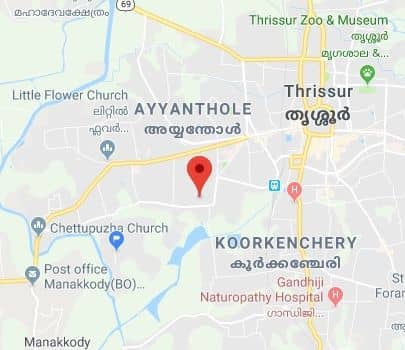 മഹാദേവക്ഷേത്രം
69
Thrissur Zoo & Museum
തൃശ്ശൂർ
മൃഗശാല &...
Little Flower Church
ലിറ്റിൽ
ഫ്ലവർ...
AYYANTHOLE
അയ്യന്തോൾ
Thrissur
തൃശ്ശൂർ
H
Chettupuzha Church
KOORKENCHERY
കൂർക്കഞ്ചേരി
Post office
Manakkody(BO)...
Gandhiji
Naturopathy Hospital
ഗാന്ധിജി...
H
St
Foran
Manakkody